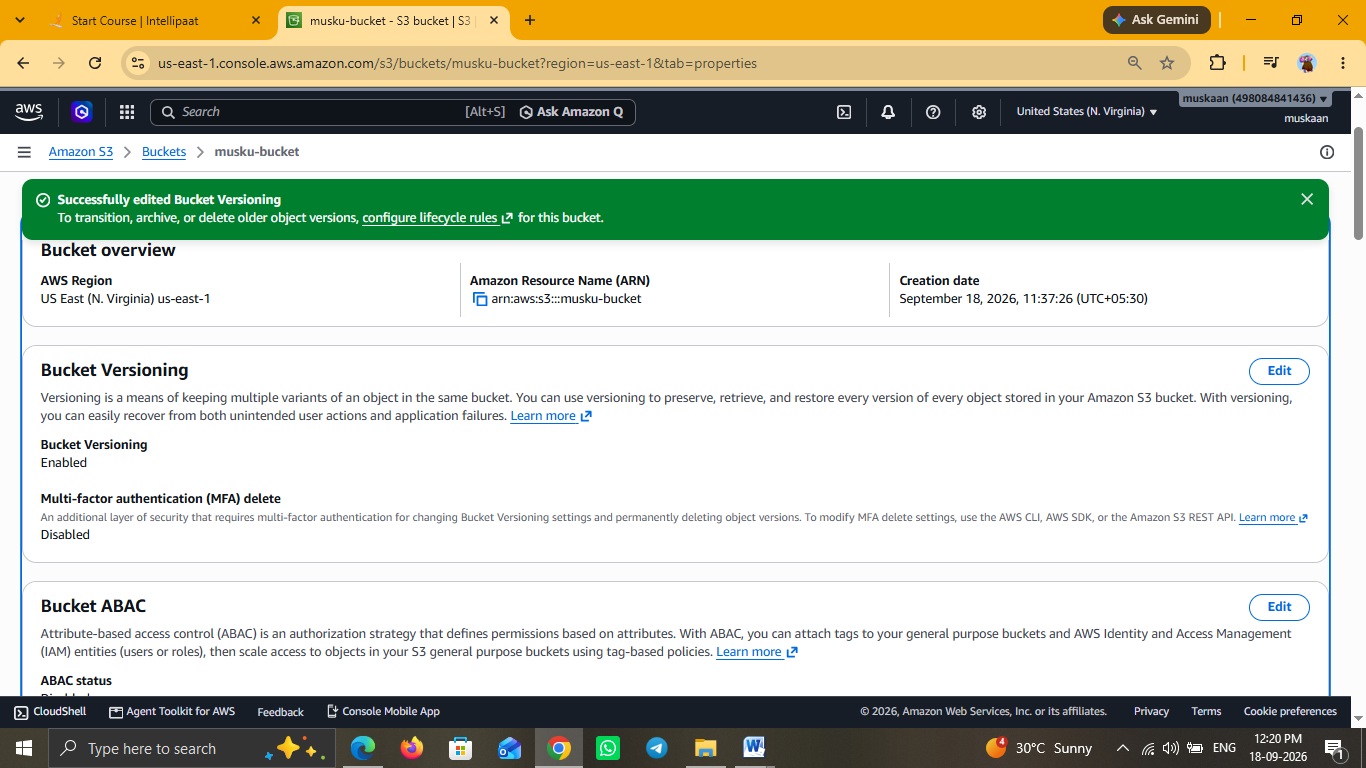 Start Course | Intellipaat
musku-bucket - S3 bucket | S3
Ask Gemini
us-east-1.console.aws.amazon.com/s3/buckets/musku-bucket?region=us-east-1&tab=properties
aws
Search
[Alt+S]
Ask Amazon Q
United States (N. Virginia)
muskaan (498084841436)
muskaan
Amazon S3
Buckets
musku-bucket
Successfully edited Bucket Versioning
To transition, archive, or delete older object versions, configure lifecycle rules for this bucket.
Bucket overview
AWS Region
US East (N. Virginia) us-east-1
Amazon Resource Name (ARN)
arn:aws:s3:::musku-bucket
Creation date
September 18, 2026, 11:37:26 (UTC+05:30)
Bucket Versioning
Edit
Versioning is a means of keeping multiple variants of an object in the same bucket. You can use versioning to preserve, retrieve, and restore every version of every object stored in your Amazon S3 bucket. With versioning,
you can easily recover from both unintended user actions and application failures. Learn more
Bucket Versioning
Enabled
Multi-factor authentication (MFA) delete
An additional layer of security that requires multi-factor authentication for changing Bucket Versioning settings and permanently deleting object versions. To modify MFA delete settings, use the AWS CLI, AWS SDK, or the Amazon S3 REST API. Learn more
Disabled
Bucket ABAC
Edit
Attribute-based access control (ABAC) is an authorization strategy that defines permissions based on attributes. With ABAC, you can attach tags to your general purpose buckets and AWS Identity and Access Management
(IAM) entities (users or roles), then scale access to objects in your S3 general purpose buckets using tag-based policies. Learn more
ABAC status
CloudShell
Agent Toolkit for AWS
Feedback
Console Mobile App
© 2026, Amazon Web Services, Inc. or its affiliates.
Privacy
Terms
Cookie preferences
Type here to search
4
30°C Sunny
ENG
12:20 PM
18-09-2026
1